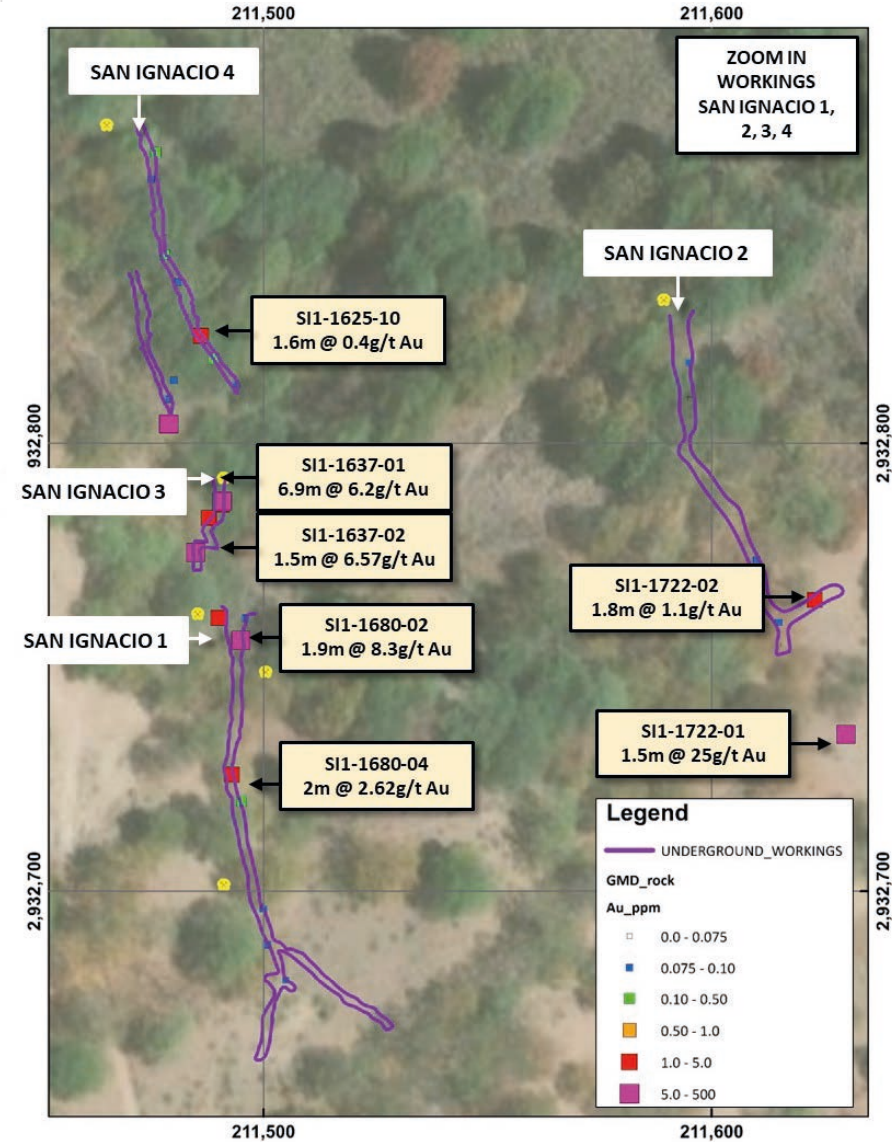 211,500
211,600
SAN IGNACIO 4
ZOOM IN
WORKINGS
SAN IGNACIO 1,
2, 3, 4
SAN IGNACIO 2
SI1-1625-10
1.6m @ 0.4g/t Au
932,800
2,932,800
SI1-1637-01
6.9m @ 6.2g/t Au
SAN IGNACIO 3
SI1-1637-02
1.5m @ 6.57g/t Au
SI1-1722-02
1.8m @ 1.1g/t Au
SI1-1680-02
1.9m @ 8.3g/t Au
SAN IGNACIO 1
SI1-1722-01
1.5m @ 25g/t Au
SI1-1680-04
2m @ 2.62g/t Au
Legend
UNDERGROUND_WORKINGS
GMD_rock
Au_ppm
0.0 - 0.075
0.075 - 0.10
0.10 - 0.50
0.50 - 1.0
1.0 - 5.0
5.0 - 500
2,932,700
2,932,700
211,500
211,600